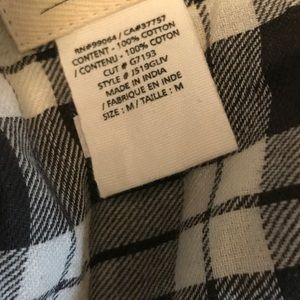 RN#99064 / CA#37757
CONTENT - 100% COTTON
/ CONTENU - 100% COTON
CUT # G7193
STYLE # J519GLIV
MADE IN INDIA
/ FABRIQUE EN INDE
SIZE : M / TAILLE : M